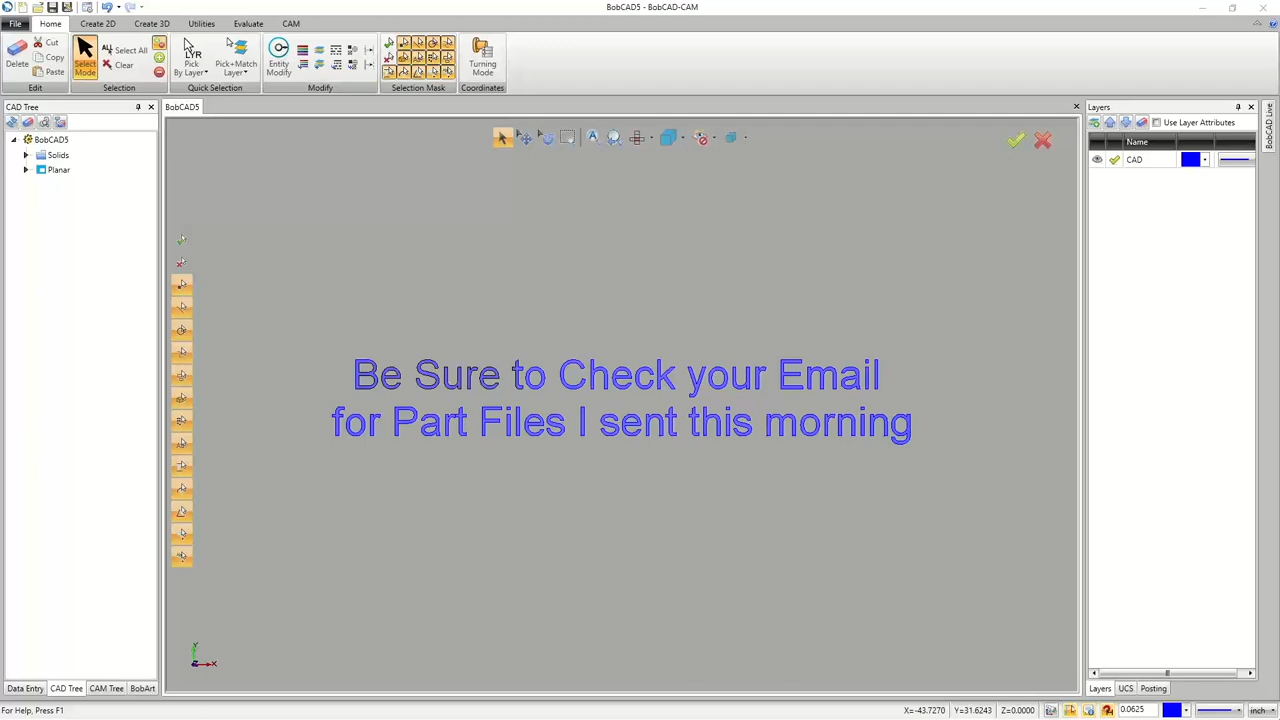 BobCAD5 - BobCAD-CAM
File Home Create 2D Create 3D Utilities Evaluate CAM
Delete
Cut
Copy
Paste
Edit
Select
Mode
Select All
Clear
Selection
LYR
Pick
By Layer
Pick+Match
Layer
Quick Selection
Entity
Modify
Modify
Selection Mask
Turning
Mode
Coordinates
CAD Tree
BobCAD5
Solids
Planar
BobCAD5
Be Sure to Check your Email
for Part Files I sent this morning
Y
X
Layers
Use Layer Attributes
Name
CAD
BobCAD Live
Data Entry CAD Tree CAM Tree BobArt
Layers UCS Posting
For Help, Press F1
X=-43.7270 Y=31.6243 Z=0.0000 0.0625 inch